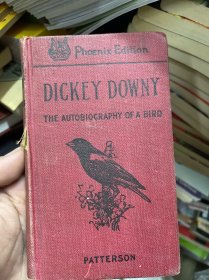 Phoenix Edition
DICKEY DOWNY
THE AUTOBIOGRAPHY OF A BIRD
PATTERSON